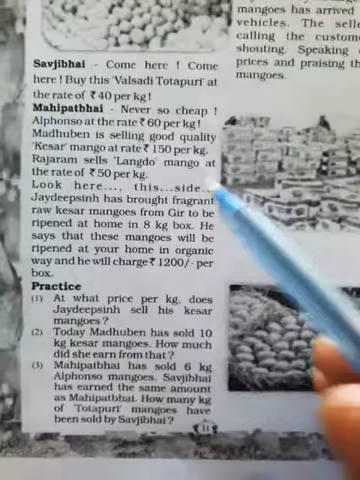 mangoes has arrived
vehicles. The selle
calling the custome
shouting. Speaking
prices and praising th
mangoes.
Savjibhai - Come here ! Come
here ! Buy this 'Valsadi Totapuri' at
the rate of ₹ 40 per kg !
Mahipatbhai - Never so cheap !
Alphonso at the rate ₹ 60 per kg !
Madhuben is selling good quality
'Kesar' mango at rate ₹ 150 per kg.
Rajaram sells 'Langdo' mango at
the rate of ₹ 50 per kg.
Look here..., this...side...
Jaydeepsinh has brought fragrant
raw kesar mangoes from Gir to be
ripened at home in 8 kg box. He
says that these mangoes will be
ripened at your home in organic
way and he will charge ₹ 1200/- per
box.
Practice
(1) At what price per kg. does
Jaydeepsinh sell his kesar
mangoes ?
(2) Today Madhuben has sold 10
kg kesar mangoes. How much
did she earn from that ?
(3) Mahipatbhai has sold 6 kg
Alphonso mangoes. Savjibhai
has earned the same amount
as Mahipatbhai. How many kg
of 'Totapuri' mangoes have
been sold by Savjibhai ?
11